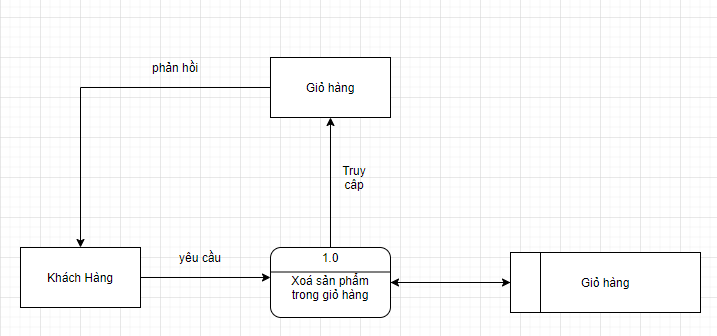 phản hồi
Giỏ hàng
Truy
cập
Khách Hàng
yêu cầu
1.0
Xoá sản phẩm
trong giỏ hàng
Giỏ hàng